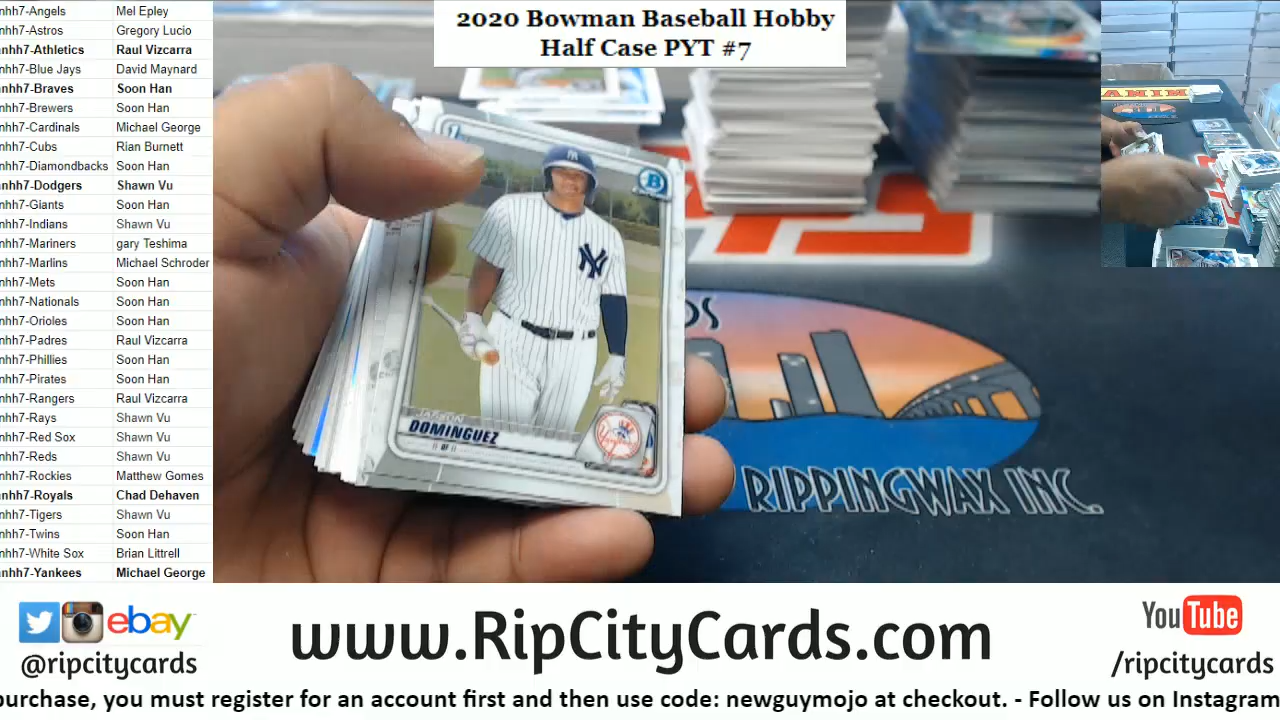 2020 Bowman Baseball Hobby
Half Case PYT #7
nhh7-Angels Mel Epley
nhh7-Astros Gregory Lucio
nhh7-Athletics Raul Vizcarra
nhh7-Blue Jays David Maynard
nhh7-Braves Soon Han
nhh7-Brewers Soon Han
nhh7-Cardinals Michael George
nhh7-Cubs Rian Burnett
nhh7-Diamondbacks Soon Han
nhh7-Dodgers Shawn Vu
nhh7-Giants Soon Han
nhh7-Indians Shawn Vu
nhh7-Mariners gary Teshima
nhh7-Marlins Michael Schroder
nhh7-Mets Soon Han
nhh7-Nationals Soon Han
nhh7-Orioles Soon Han
nhh7-Padres Raul Vizcarra
nhh7-Phillies Soon Han
nhh7-Pirates Soon Han
nhh7-Rangers Raul Vizcarra
nhh7-Rays Shawn Vu
nhh7-Red Sox Shawn Vu
nhh7-Reds Shawn Vu
nhh7-Rockies Matthew Gomes
nhh7-Royals Chad Dehaven
nhh7-Tigers Shawn Vu
nhh7-Twins Soon Han
nhh7-White Sox Brian Littrell
nhh7-Yankees Michael George
B
NY
JASSON
DOMINGUEZ
OF
RIPPINGWAX INC.
ebay
@ripcitycards
www.RipCityCards.com
YouTube
/ripcitycards
purchase, you must register for an account first and then use code: newguymojo at checkout. - Follow us on Instagram